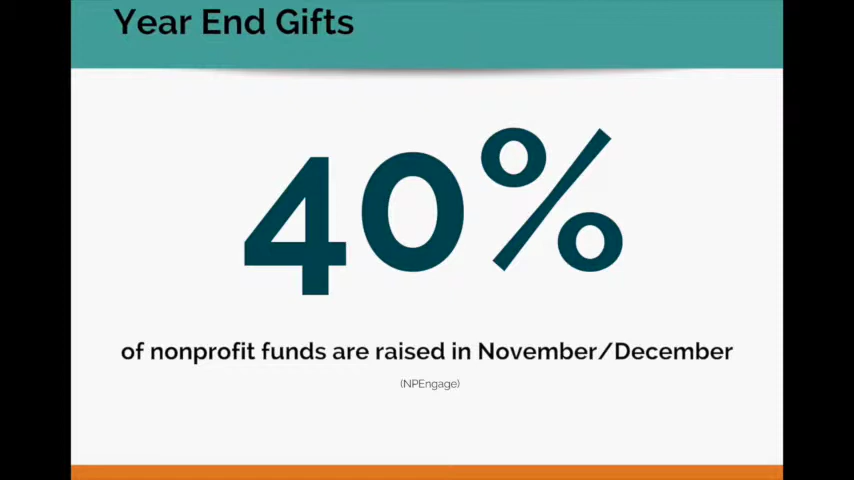 Year End Gifts
40%
of nonprofit funds are raised in November/December
(NPEngage)